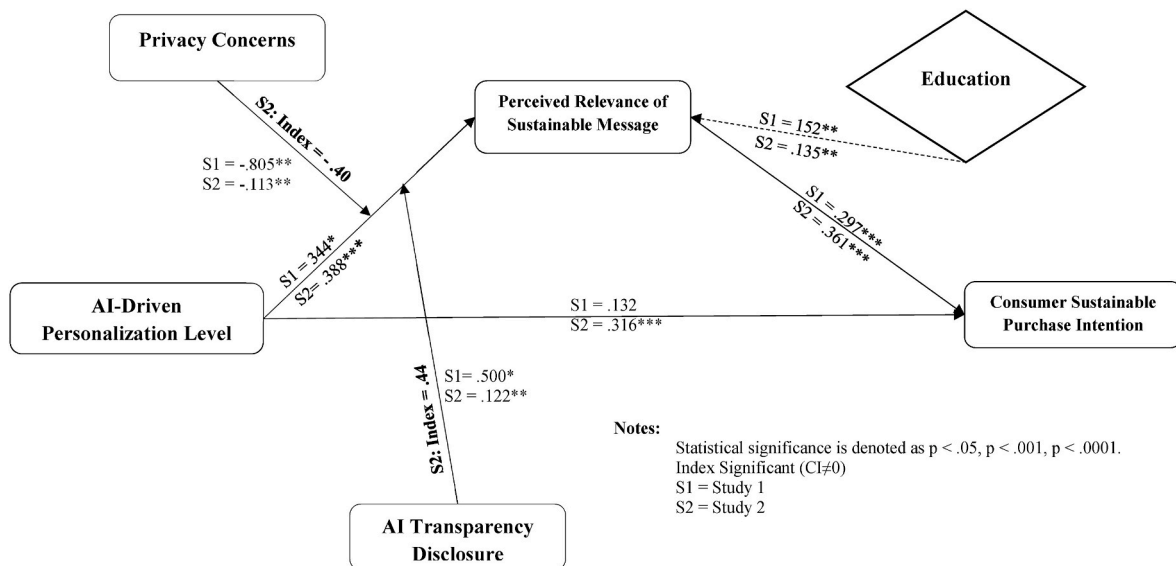 Privacy Concerns
Education
Perceived Relevance of
Sustainable Message
S1 = 152**
S2 = .135**
S2: Index = - .40
S1 = -.805**
S2 = -.113**
S1 = .297***
S2 = .361***
S1 = 344*
S2= .388***
AI-Driven
Personalization Level
S1 = .132
S2 = .316***
Consumer Sustainable
Purchase Intention
S2: Index = .44
S1= .500*
S2 = .122**
Notes:
Statistical significance is denoted as p < .05, p < .001, p < .0001.
Index Significant (CI≠0)
S1 = Study 1
S2 = Study 2
AI Transparency
Disclosure